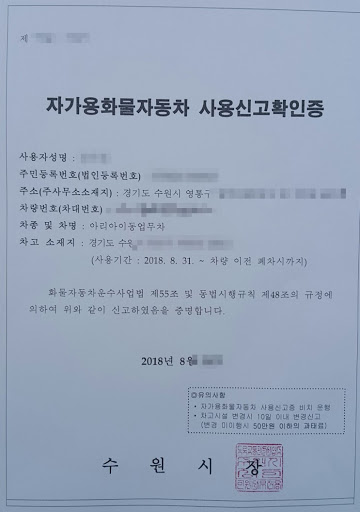 제
자가용화물자동차 사용신고확인증
사용자성명 :
주민등록번호(법인등록번호)
주소(주사무소소재지) : 경기도 수원시 영통구
차량번호(차대번호) :
차종 및 차명 : 아리아이동업무차
차고 소재지 : 경기도 수원
(사용기간 : 2018. 8. 31. ~ 차량 이전 폐차시까지)
화물자동차운수사업법 제55조 및 동법시행규칙 제48조의 규정에
의하여 위와 같이 신고하였음을 증명합니다.
2018년 8월
◎유의사항
• 자가용화물자동차 사용신고증 비치 운행
• 차고시설 변경시 10일 이내 변경신고
(변경 미이행시 50만원 이하의 과태료)
수 원 시 장